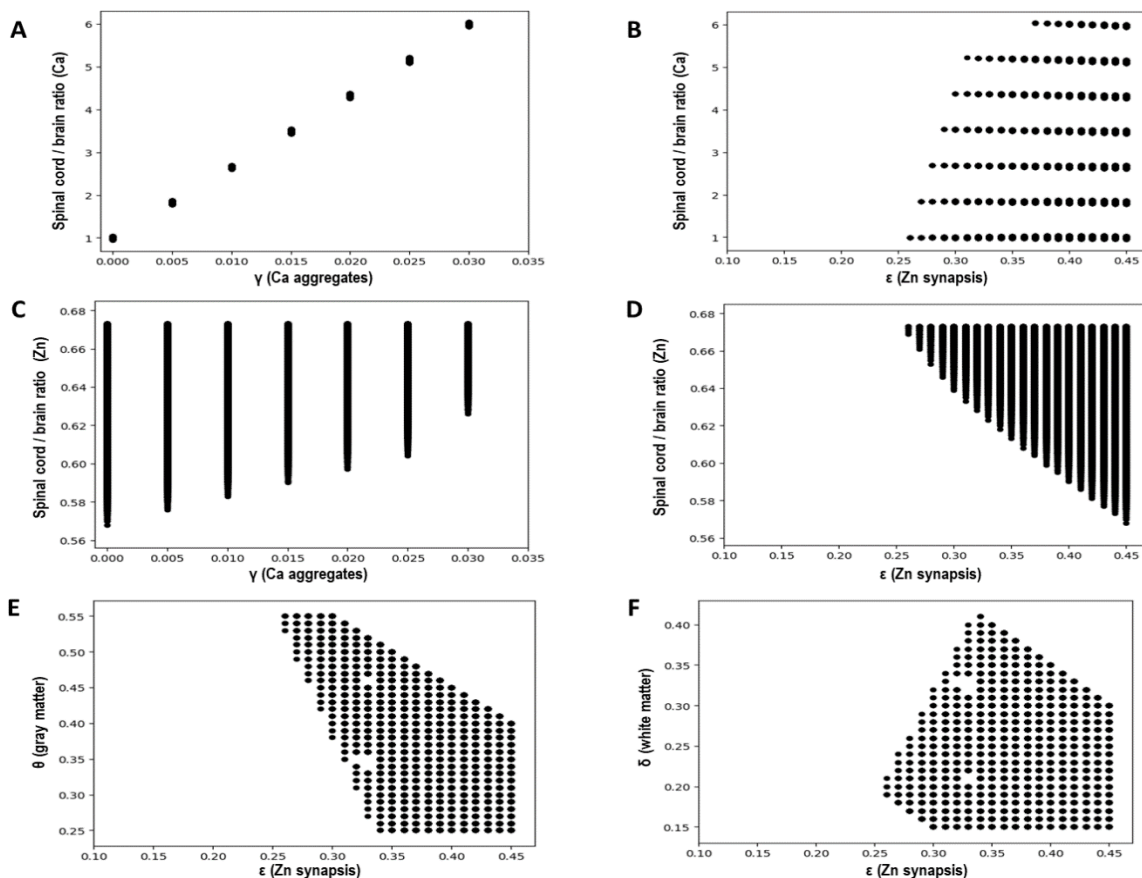 A
Spinal cord / brain ratio (Ca)
6
5
4
3
2
1
0.000 0.005 0.010 0.015 0.020 0.025 0.030 0.035
γ (Ca aggregates)
B
Spinal cord / brain ratio (Ca)
6
5
4
3
2
1
0.10 0.15 0.20 0.25 0.30 0.35 0.40 0.45
ε (Zn synapsis)
C
Spinal cord / brain ratio (Zn)
0.68
0.66
0.64
0.62
0.60
0.58
0.56
0.000 0.005 0.010 0.015 0.020 0.025 0.030 0.035
γ (Ca aggregates)
D
Spinal cord / brain ratio (Zn)
0.68
0.66
0.64
0.62
0.60
0.58
0.56
0.10 0.15 0.20 0.25 0.30 0.35 0.40 0.45
ε (Zn synapsis)
E
θ (gray matter)
0.55
0.50
0.45
0.40
0.35
0.30
0.25
0.10 0.15 0.20 0.25 0.30 0.35 0.40 0.45
ε (Zn synapsis)
F
δ (white matter)
0.40
0.35
0.30
0.25
0.20
0.15
0.10 0.15 0.20 0.25 0.30 0.35 0.40 0.45
ε (Zn synapsis)